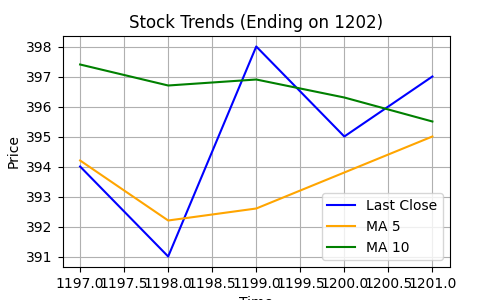 Stock Trends (Ending on 1202)
398
397
396
395
394
393
392
391
Price
Last Close
MA 5
MA 10
1197.0 1197.5 1198.0 1198.5 1199.0 1199.5 1200.0 1200.5 1201.0
Time